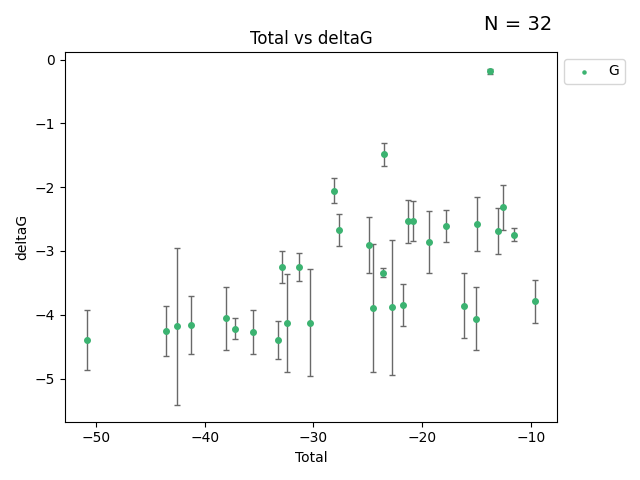 N = 32
Total vs deltaG
G
0
−1
−2
−3
−4
−5
deltaG
−50
−40
−30
−20
−10
Total